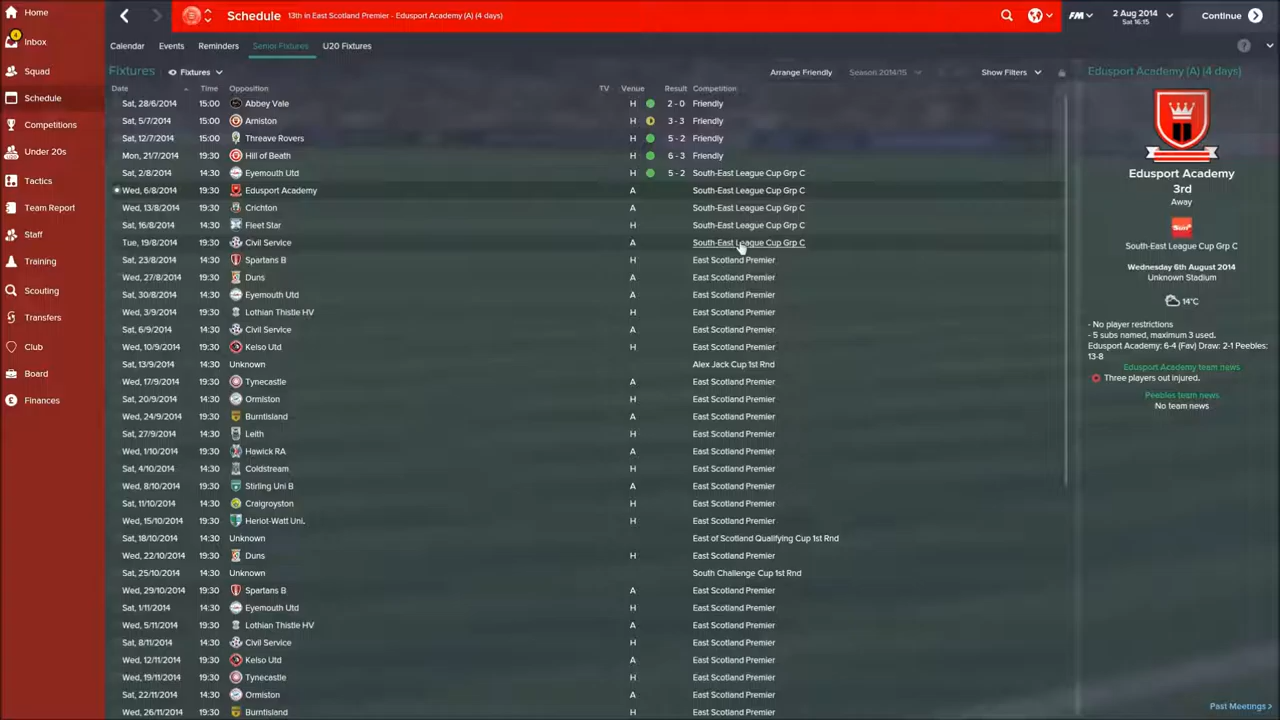 Home
Schedule
13th in East Scotland Premier - Edusport Academy (A) (4 days)
FM
2 Aug 2014
Sat 16:15
Continue
4
Inbox
Squad
Schedule
Competitions
Under 20s
Tactics
Team Report
Staff
Training
Scouting
Transfers
Club
Board
Finances
Calendar Events Reminders Senior Fixtures U20 Fixtures
Fixtures Fixtures Arrange Friendly Season 2014/15 Show Filters
Date Time Opposition TV Venue Result Competition
Sat, 28/6/2014 15:00 Abbey Vale H 2 - 0 Friendly
Sat, 5/7/2014 15:00 Arniston H 3 - 3 Friendly
Sat, 12/7/2014 15:00 Threave Rovers H 5 - 2 Friendly
Mon, 21/7/2014 19:30 Hill of Beath H 6 - 3 Friendly
Sat, 2/8/2014 14:30 Eyemouth Utd H 5 - 2 South-East League Cup Grp C
Wed, 6/8/2014 19:30 Edusport Academy A South-East League Cup Grp C
Wed, 13/8/2014 19:30 Crichton A South-East League Cup Grp C
Sat, 16/8/2014 14:30 Fleet Star H South-East League Cup Grp C
Tue, 19/8/2014 19:30 Civil Service A South-East League Cup Grp C
Sat, 23/8/2014 14:30 Spartans B H East Scotland Premier
Wed, 27/8/2014 19:30 Duns A East Scotland Premier
Sat, 30/8/2014 14:30 Eyemouth Utd A East Scotland Premier
Wed, 3/9/2014 19:30 Lothian Thistle HV H East Scotland Premier
Sat, 6/9/2014 14:30 Civil Service A East Scotland Premier
Wed, 10/9/2014 19:30 Kelso Utd H East Scotland Premier
Sat, 13/9/2014 14:30 Unknown Alex Jack Cup 1st Rnd
Wed, 17/9/2014 19:30 Tynecastle A East Scotland Premier
Sat, 20/9/2014 14:30 Ormiston H East Scotland Premier
Wed, 24/9/2014 19:30 Burntisland A East Scotland Premier
Sat, 27/9/2014 14:30 Leith H East Scotland Premier
Wed, 1/10/2014 19:30 Hawick RA A East Scotland Premier
Sat, 4/10/2014 14:30 Coldstream H East Scotland Premier
Wed, 8/10/2014 19:30 Stirling Uni B A East Scotland Premier
Sat, 11/10/2014 14:30 Craigroyston H East Scotland Premier
Wed, 15/10/2014 19:30 Heriot-Watt Uni. H East Scotland Premier
Sat, 18/10/2014 14:30 Unknown East of Scotland Qualifying Cup 1st Rnd
Wed, 22/10/2014 19:30 Duns H East Scotland Premier
Sat, 25/10/2014 14:30 Unknown South Challenge Cup 1st Rnd
Wed, 29/10/2014 19:30 Spartans B A East Scotland Premier
Sat, 1/11/2014 14:30 Eyemouth Utd H East Scotland Premier
Wed, 5/11/2014 19:30 Lothian Thistle HV A East Scotland Premier
Sat, 8/11/2014 14:30 Civil Service H East Scotland Premier
Wed, 12/11/2014 19:30 Kelso Utd A East Scotland Premier
Wed, 19/11/2014 19:30 Tynecastle H East Scotland Premier
Sat, 22/11/2014 14:30 Ormiston A East Scotland Premier
Wed, 26/11/2014 19:30 Burntisland H East Scotland Premier
Edusport Academy (A) (4 days)
Edusport Academy
3rd
Away
South-East League Cup Grp C
Wednesday 6th August 2014
Unknown Stadium
14°C
- No player restrictions
- 5 subs named, maximum 3 used.
Edusport Academy: 6-4 (Fav) Draw: 2-1 Peebles:
13-8
Edusport Academy team news
Three players out injured.
Peebles team news
No team news
Past Meetings >